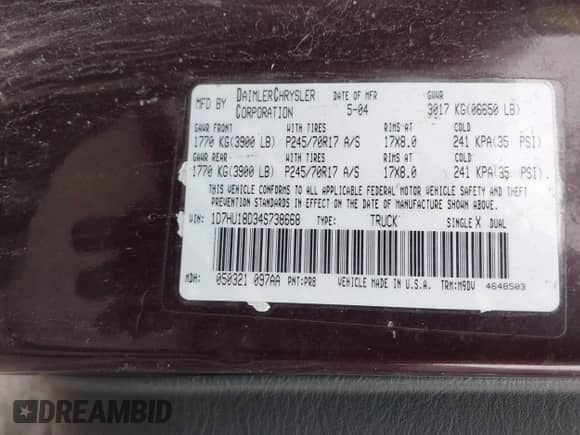 MFD BY DAIMLERCHRYSLER CORPORATION DATE OF MFR 5-04 GVWR 3017 KG(06650 LB)
GAWR FRONT WITH TIRES RIMS AT COLD
1770 KG(3900 LB) P245/70R17 A/S 17X8.0 241 KPA(35 PSI)
GAWR REAR WITH TIRES RIMS AT COLD
1770 KG(3900 LB) P245/70R17 A/S 17X8.0 241 KPA(35 PSI).
THIS VEHICLE CONFORMS TO ALL APPLICABLE FEDERAL MOTOR VEHICLE SAFETY AND THEFT
PREVENTION STANDARDS IN EFFECT ON THE DATE OF MANUFACTURE SHOWN ABOVE.
VIN: 1D7HU18D34S738668 TYPE: TRUCK SINGLE X DUAL
MDH: 050321 097AA PNT:PR8 VEHICLE MADE IN U.S.A. TRM:M9DV 4648503
DREAMBID